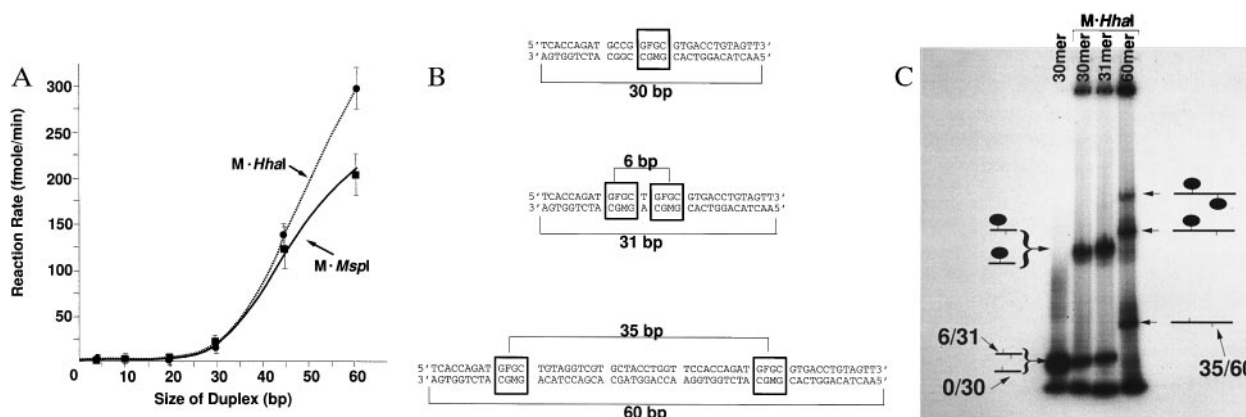 A
Reaction Rate (fmole/min)
300
250
200
150
100
50
0 10 20 30 40 50 60
Size of Duplex (bp)
M·HhaI
M·MspI
B
5'TCACCAGAT GCCG GFGC GTGACCTGTAGTT3'
3'AGTGGTCTA CGGC CGMG CACTGGACATCAA5'
30 bp
6 bp
5'TCACCAGAT GFGC T GFGC GTGACCTGTAGTT3'
3'AGTGGTCTA CGMG A CGMG CACTGGACATCAA5'
31 bp
35 bp
5'TCACCAGAT GFGC TGTAGGTCGT GCTACCTGGT TCCACCAGAT GFGC GTGACCTGTAGTT3'
3'AGTGGTCTA CGMG ACATCCAGCA CGATGGACCA AGGTGGTCTA CGMG CACTGGACATCAA5'
60 bp
C
M·HhaI
30mer 30mer 31mer 60mer
6/31
0/30
35/60